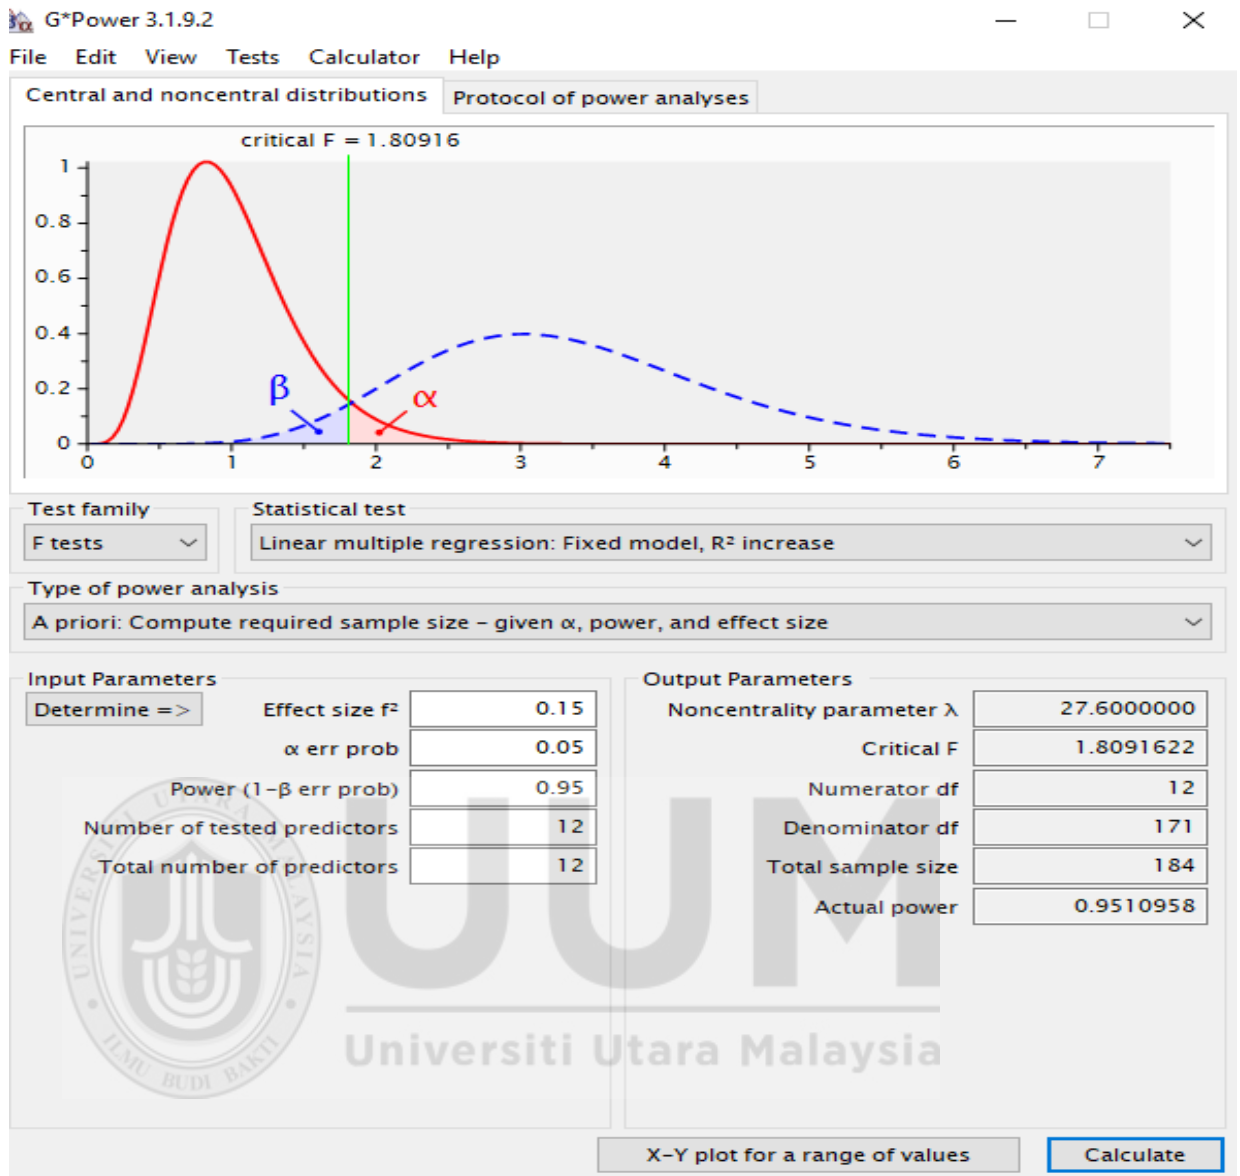 G*Power 3.1.9.2
File Edit View Tests Calculator Help
Central and noncentral distributions Protocol of power analyses
critical F = 1.80916
1
0.8
0.6
0.4
0.2
0
β
α
0 1 2 3 4 5 6 7
Test family Statistical test
F tests Linear multiple regression: Fixed model, R² increase
Type of power analysis
A priori: Compute required sample size – given α, power, and effect size
Input Parameters Output Parameters
Determine => Effect size f² 0.15 Noncentrality parameter λ 27.6000000
α err prob 0.05 Critical F 1.8091622
Power (1-β err prob) 0.95 Numerator df 12
Number of tested predictors 12 Denominator df 171
Total number of predictors 12 Total sample size 184
Actual power 0.9510958
UNIVERSITI UTARA MALAYSIA
ILMU BUDI BAKTI
UUM
Universiti Utara Malaysia
X-Y plot for a range of values Calculate